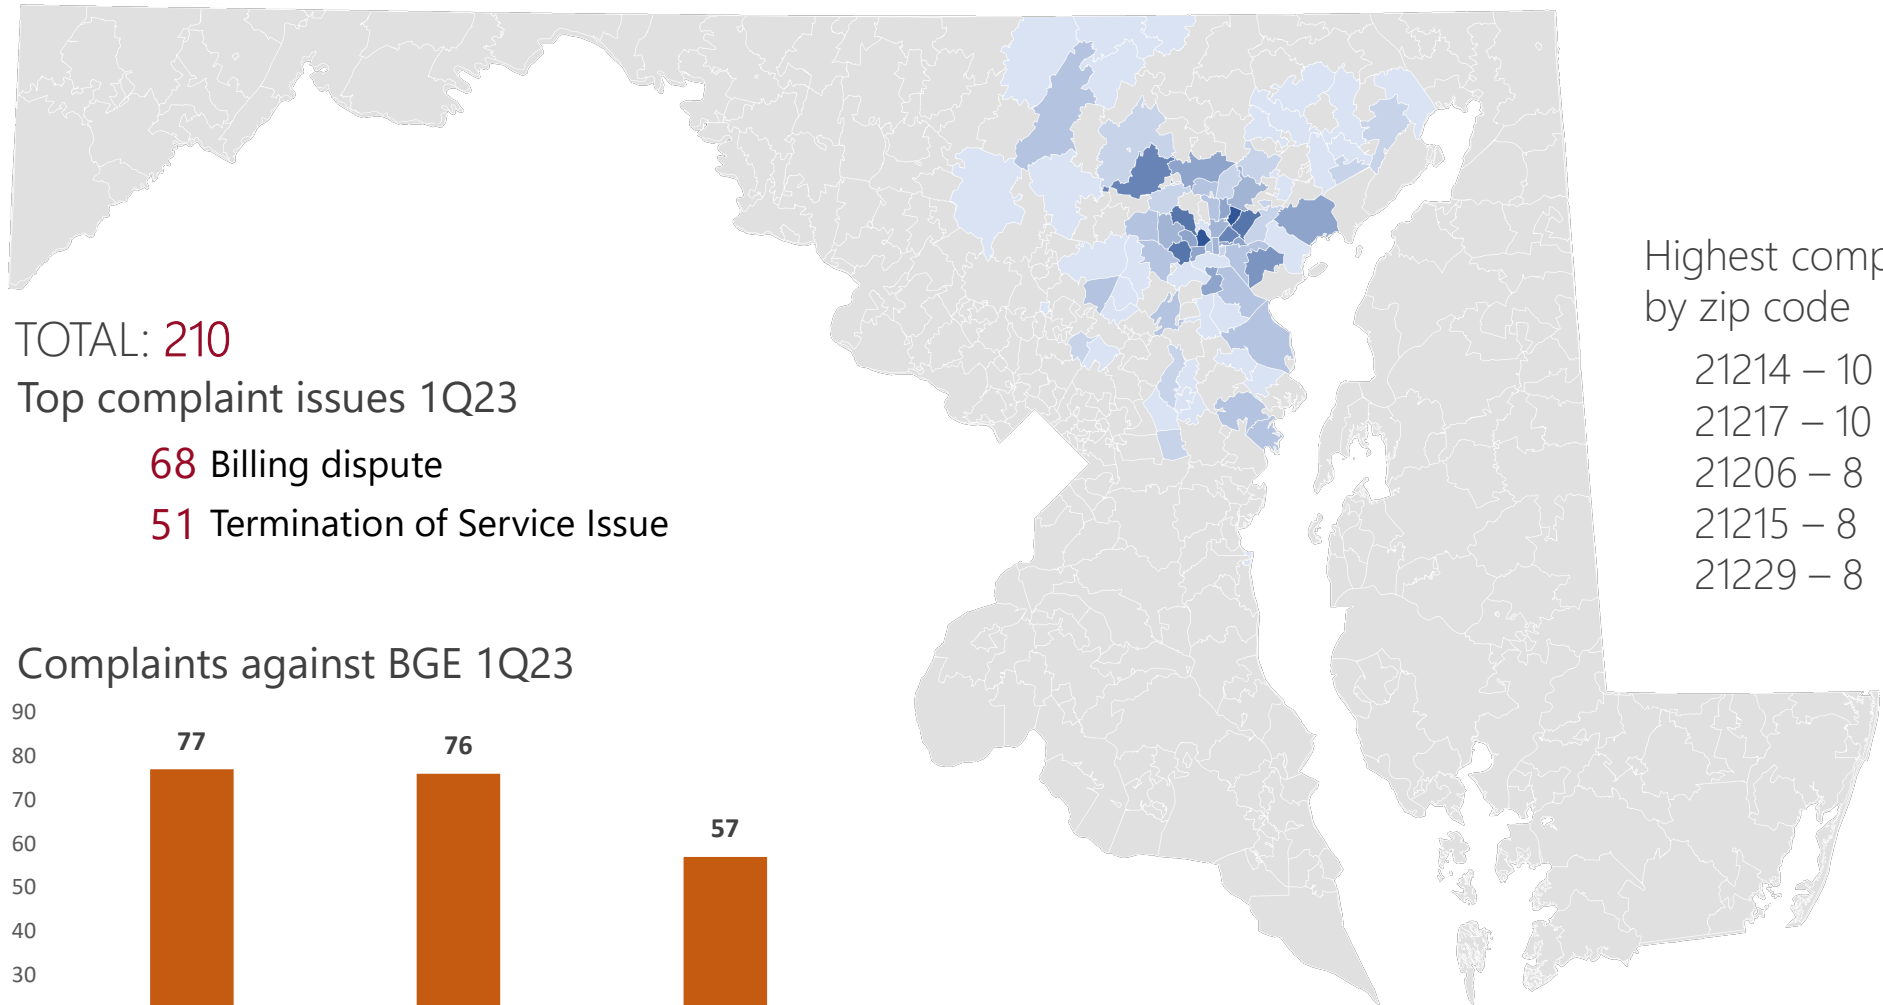 TOTAL: 210
Top complaint issues 1Q23
68 Billing dispute
51 Termination of Service Issue
Highest
by zip code
21214 – 10
21217 – 10
21206 – 8
21215 – 8
21229 – 8
Complaints against BGE 1Q23
90
80
70
60
50
40
30
77
76
57